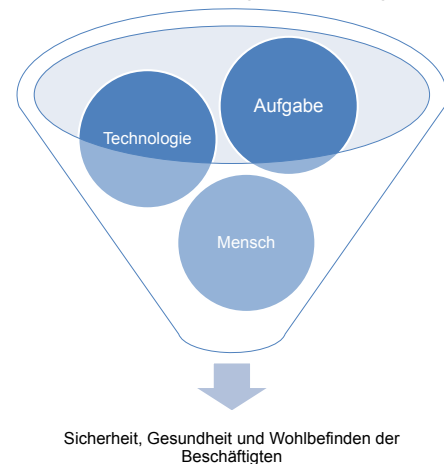 Aufgabe
Technologie
Mensch
Sicherheit, Gesundheit und Wohlbefinden der
Beschäftigten